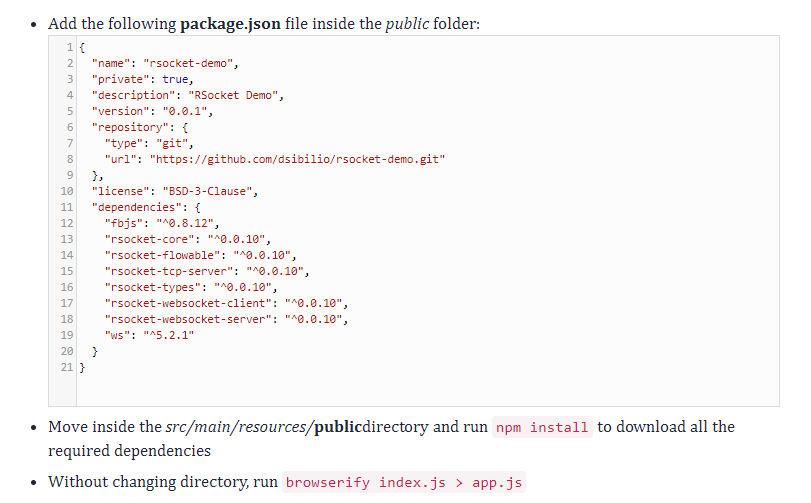 • Add the following package.json file inside the public folder:
1 {
2   "name": "rsocket-demo",
3   "private": true,
4   "description": "RSocket Demo",
5   "version": "0.0.1",
6   "repository": {
7     "type": "git",
8     "url": "https://github.com/dsibilio/rsocket-demo.git"
9   },
10   "license": "BSD-3-Clause",
11   "dependencies": {
12     "fbjs": "^0.8.12",
13     "rsocket-core": "^0.0.10",
14     "rsocket-flowable": "^0.0.10",
15     "rsocket-tcp-server": "^0.0.10",
16     "rsocket-types": "^0.0.10",
17     "rsocket-websocket-client": "^0.0.10",
18     "rsocket-websocket-server": "^0.0.10",
19     "ws": "^5.2.1"
20   }
21 }
• Move inside the src/main/resources/publicdirectory and run npm install to download all the
required dependencies
• Without changing directory, run browserify index.js > app.js